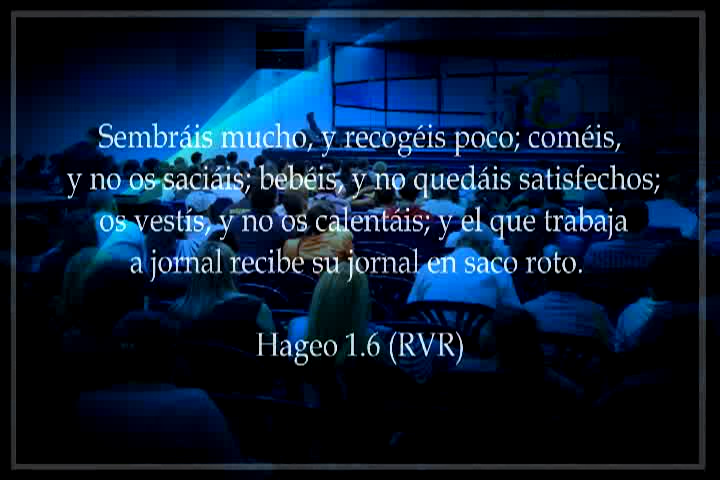 Sembráis mucho, y recogéis poco; coméis,
y no os saciáis; bebéis, y no quedáis satisfechos;
os vestís, y no os calentáis; y el que trabaja
a jornal recibe su jornal en saco roto.
Hageo 1.6 (RVR)